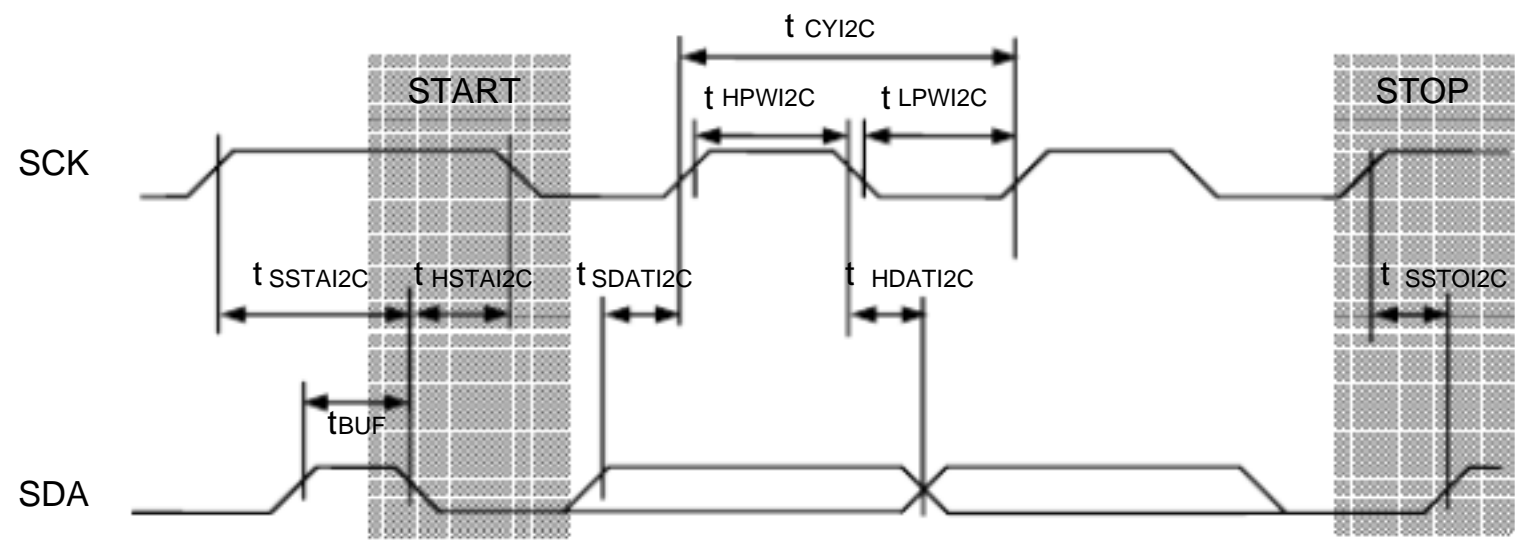 t CYI2C
START
t HPWI2C
t LPWI2C
STOP
SCK
t SSTAI2C
t HSTAI2C
t SDATI2C
t HDATI2C
t SSTOI2C
tBUF
SDA